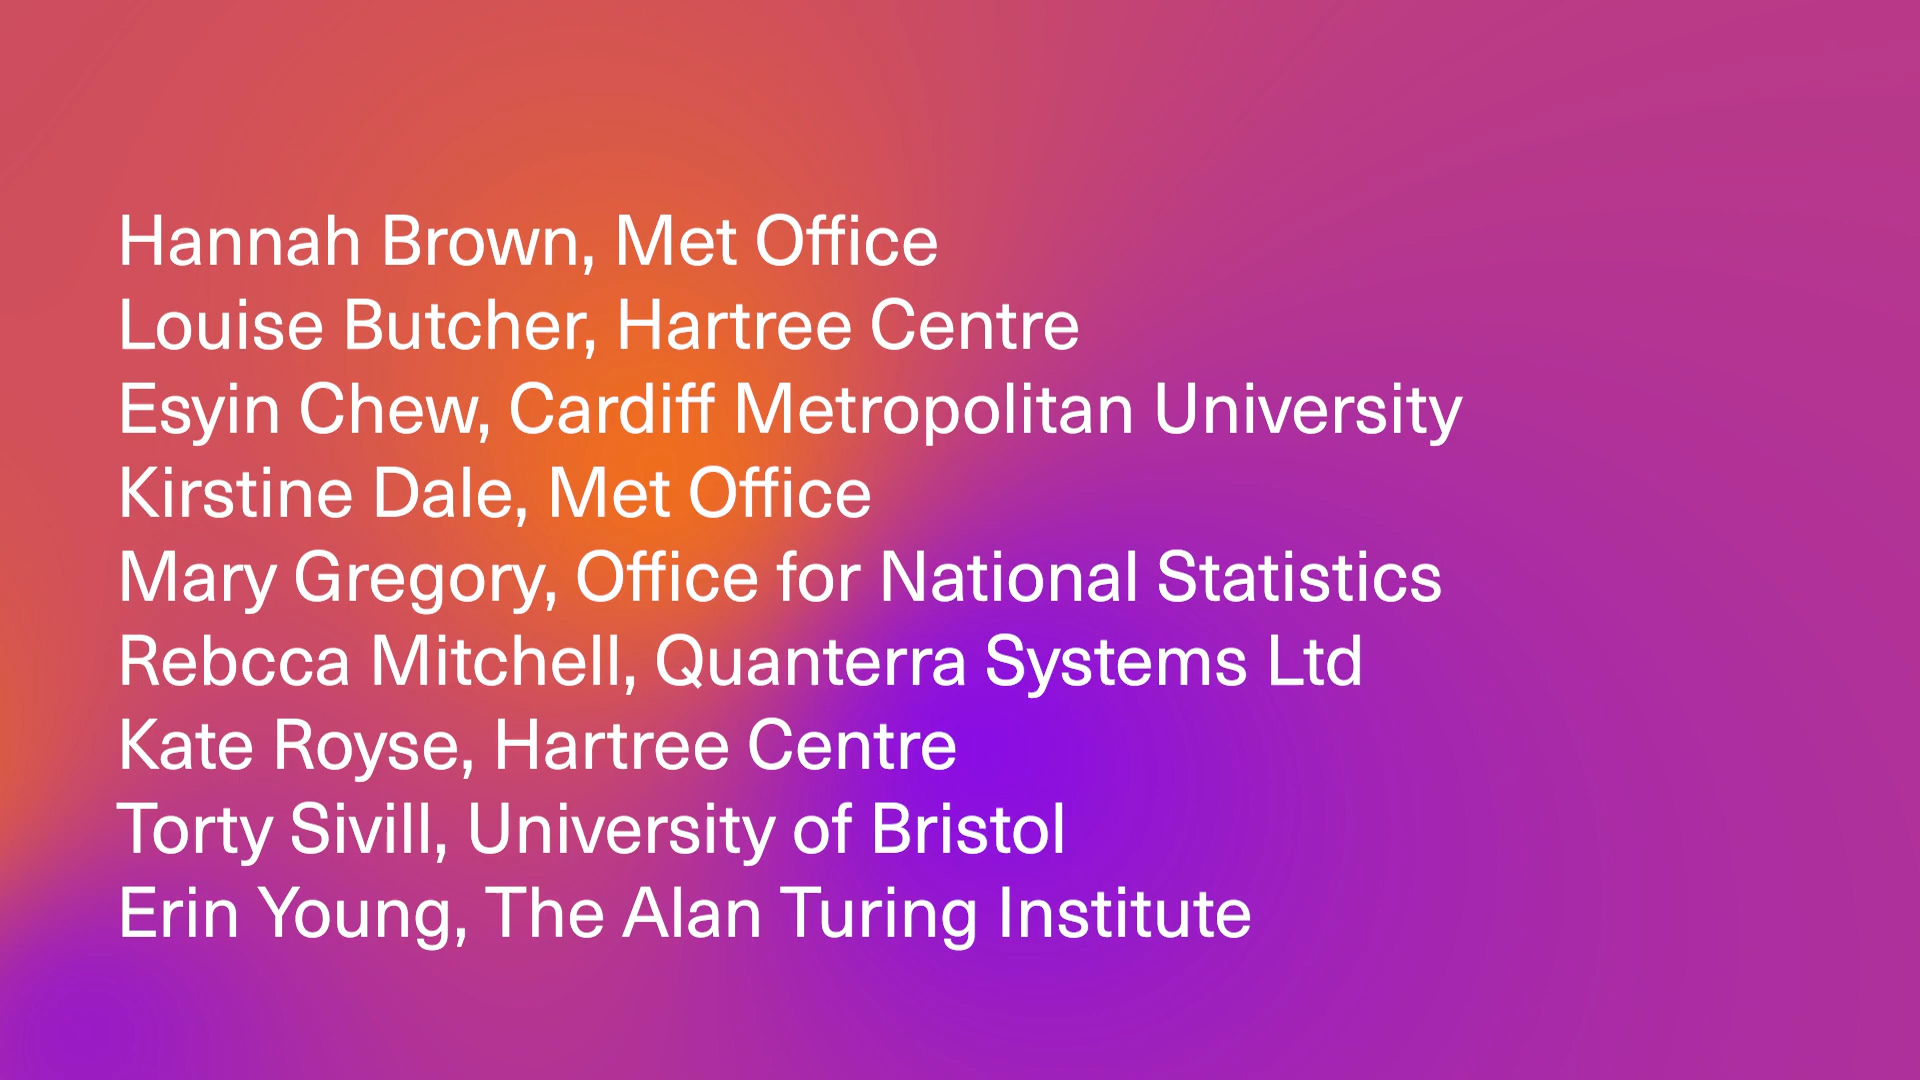 Hannah Brown, Met Office
Louise Butcher, Hartree Centre
Esyin Chew, Cardiff Metropolitan University
Kirstine Dale, Met Office
Mary Gregory, Office for National Statistics
Rebcca Mitchell, Quanterra Systems Ltd
Kate Royse, Hartree Centre
Torty Sivill, University of Bristol
Erin Young, The Alan Turing Institute